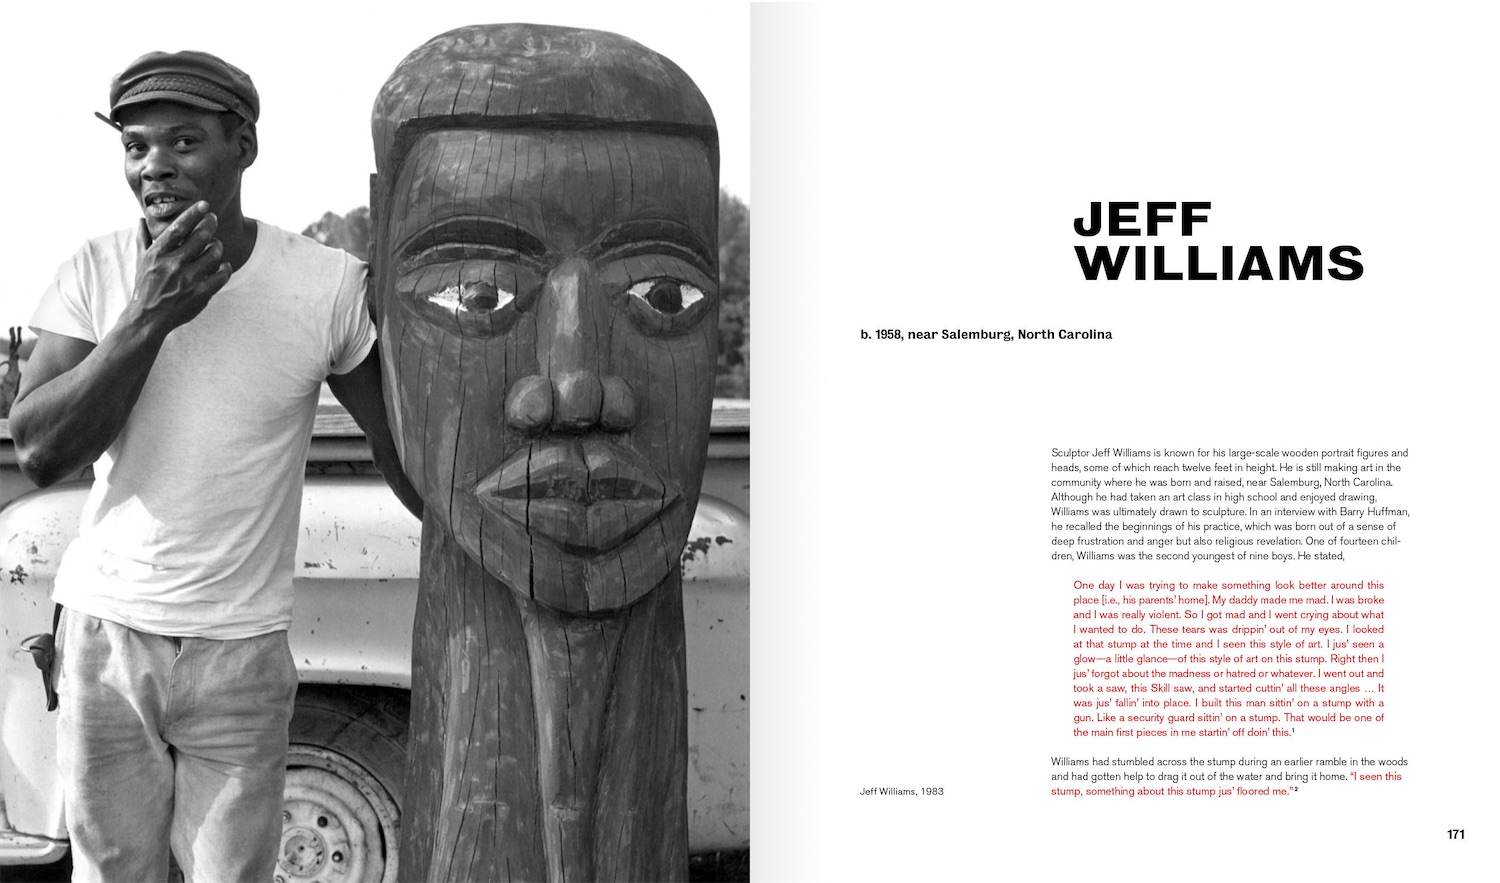 JEFF
WILLIAMS
b. 1958, near Salemburg, North Carolina
Sculptor Jeff Williams is known for his large-scale wooden portrait figures and
heads, some of which reach twelve feet in height. He is still making art in the
community where he was born and raised, near Salemburg, North Carolina.
Although he had taken an art class in high school and enjoyed drawing,
Williams was ultimately drawn to sculpture. In an interview with Barry Huffman,
he recalled the beginnings of his practice, which was born out of a sense of
deep frustration and anger but also religious revelation. One of fourteen chil-
dren, Williams was the second youngest of nine boys. He stated,
One day I was trying to make something look better around this
place [i.e., his parents’ home]. My daddy made me mad. I was broke
and I was really violent. So I got mad and I went crying about what
I wanted to do. These tears was drippin’ out of my eyes. I looked
at that stump at the time and I seen this style of art. I jus’ seen a
glow—a little glance—of this style of art on this stump. Right then I
jus’ forgot about the madness or hatred or whatever. I went out and
took a saw, this Skill saw, and started cuttin’ all these angles … It
was jus’ fallin’ into place. I built this man sittin’ on a stump with a
gun. Like a security guard sittin’ on a stump. That would be one of
the main first pieces in me startin’ off doin’ this.¹
Williams had stumbled across the stump during an earlier ramble in the woods
and had gotten help to drag it out of the water and bring it home. “I seen this
stump, something about this stump jus’ floored me.”²
Jeff Williams, 1983
171